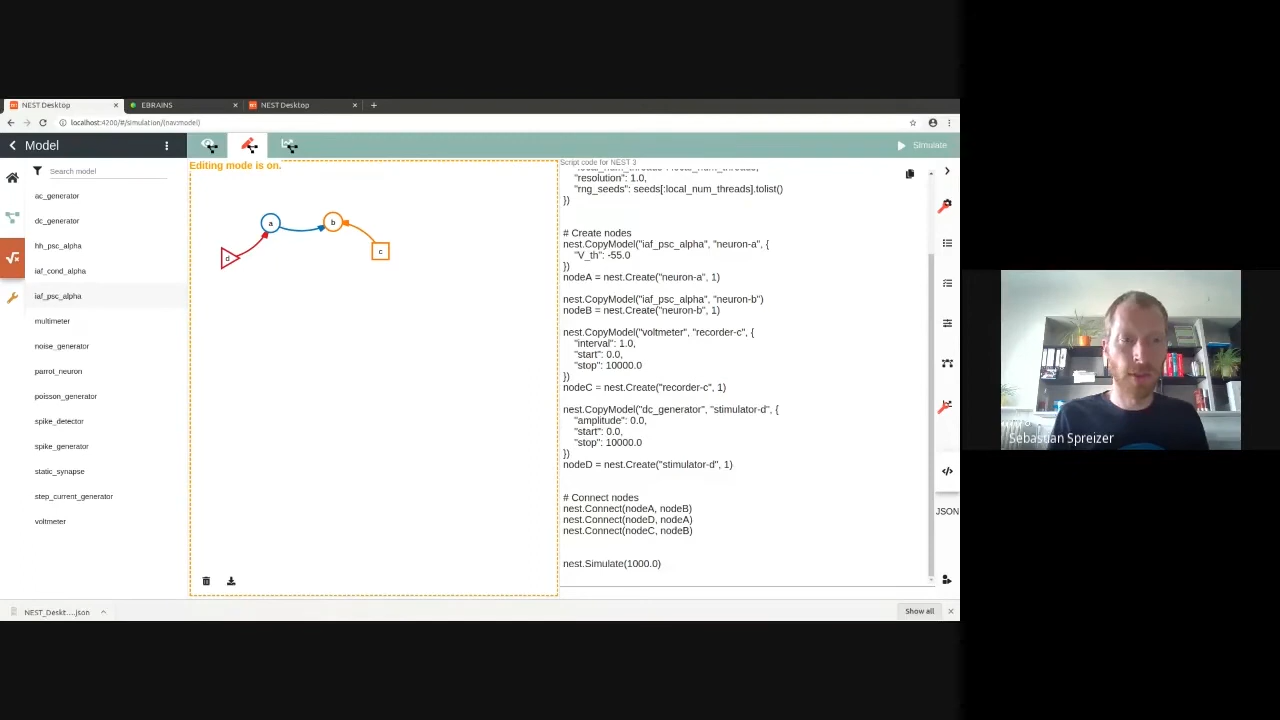 NEST Desktop
EBRAINS
NEST Desktop
localhost:4200/#/simulation/(nav:model)
Model
Simulate
Editing mode is on.
Script code for NEST 3
Search model
ac_generator
dc_generator
hh_psc_alpha
iaf_cond_alpha
iaf_psc_alpha
multimeter
noise_generator
parrot_neuron
poisson_generator
spike_detector
spike_generator
static_synapse
step_current_generator
voltmeter
a
b
c
d
"resolution": 1.0,
"rng_seeds": seeds[:local_num_threads].tolist()
})
# Create nodes
nest.CopyModel("iaf_psc_alpha", "neuron-a", {
"V_th": -55.0
})
nodeA = nest.Create("neuron-a", 1)
nest.CopyModel("iaf_psc_alpha", "neuron-b")
nodeB = nest.Create("neuron-b", 1)
nest.CopyModel("voltmeter", "recorder-c", {
"interval": 1.0,
"start": 0.0,
"stop": 10000.0
})
nodeC = nest.Create("recorder-c", 1)
nest.CopyModel("dc_generator", "stimulator-d", {
"amplitude": 0.0,
"start": 0.0,
"stop": 10000.0
})
nodeD = nest.Create("stimulator-d", 1)
# Connect nodes
nest.Connect(nodeA, nodeB)
nest.Connect(nodeD, nodeA)
nest.Connect(nodeC, nodeB)
nest.Simulate(1000.0)
JSON
NEST_Deskt....json
Show all
Sebastian Spreizer